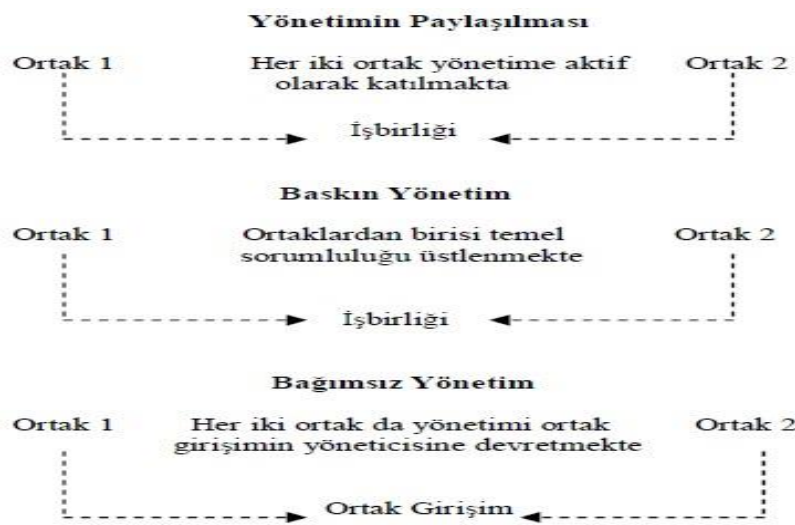 Yönetimin Paylaşılması
Ortak 1 Her iki ortak yönetime aktif Ortak 2
olarak katılmakta
İşbirliği
Baskın Yönetim
Ortak 1 Ortaklardan birisi temel Ortak 2
sorumluluğu üstlenmekte
İşbirliği
Bağımsız Yönetim
Ortak 1 Her iki ortak da yönetimi ortak Ortak 2
girişimin yöneticisine devretmekte
Ortak Girişim